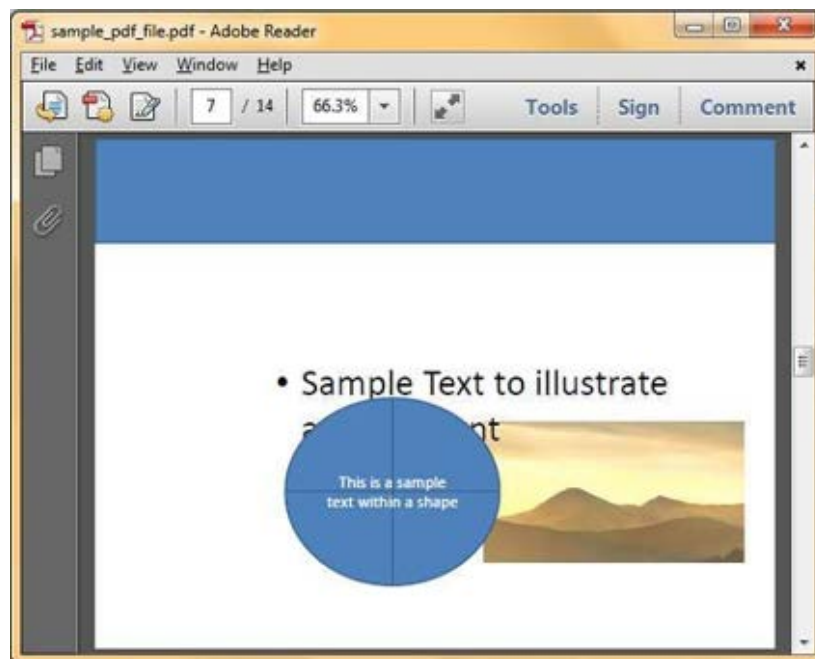 sample_pdf_file.pdf - Adobe Reader
File Edit View Window Help
7 / 14 66.3% Tools Sign Comment
• Sample Text to illustrate
This is a sample
text within a shape